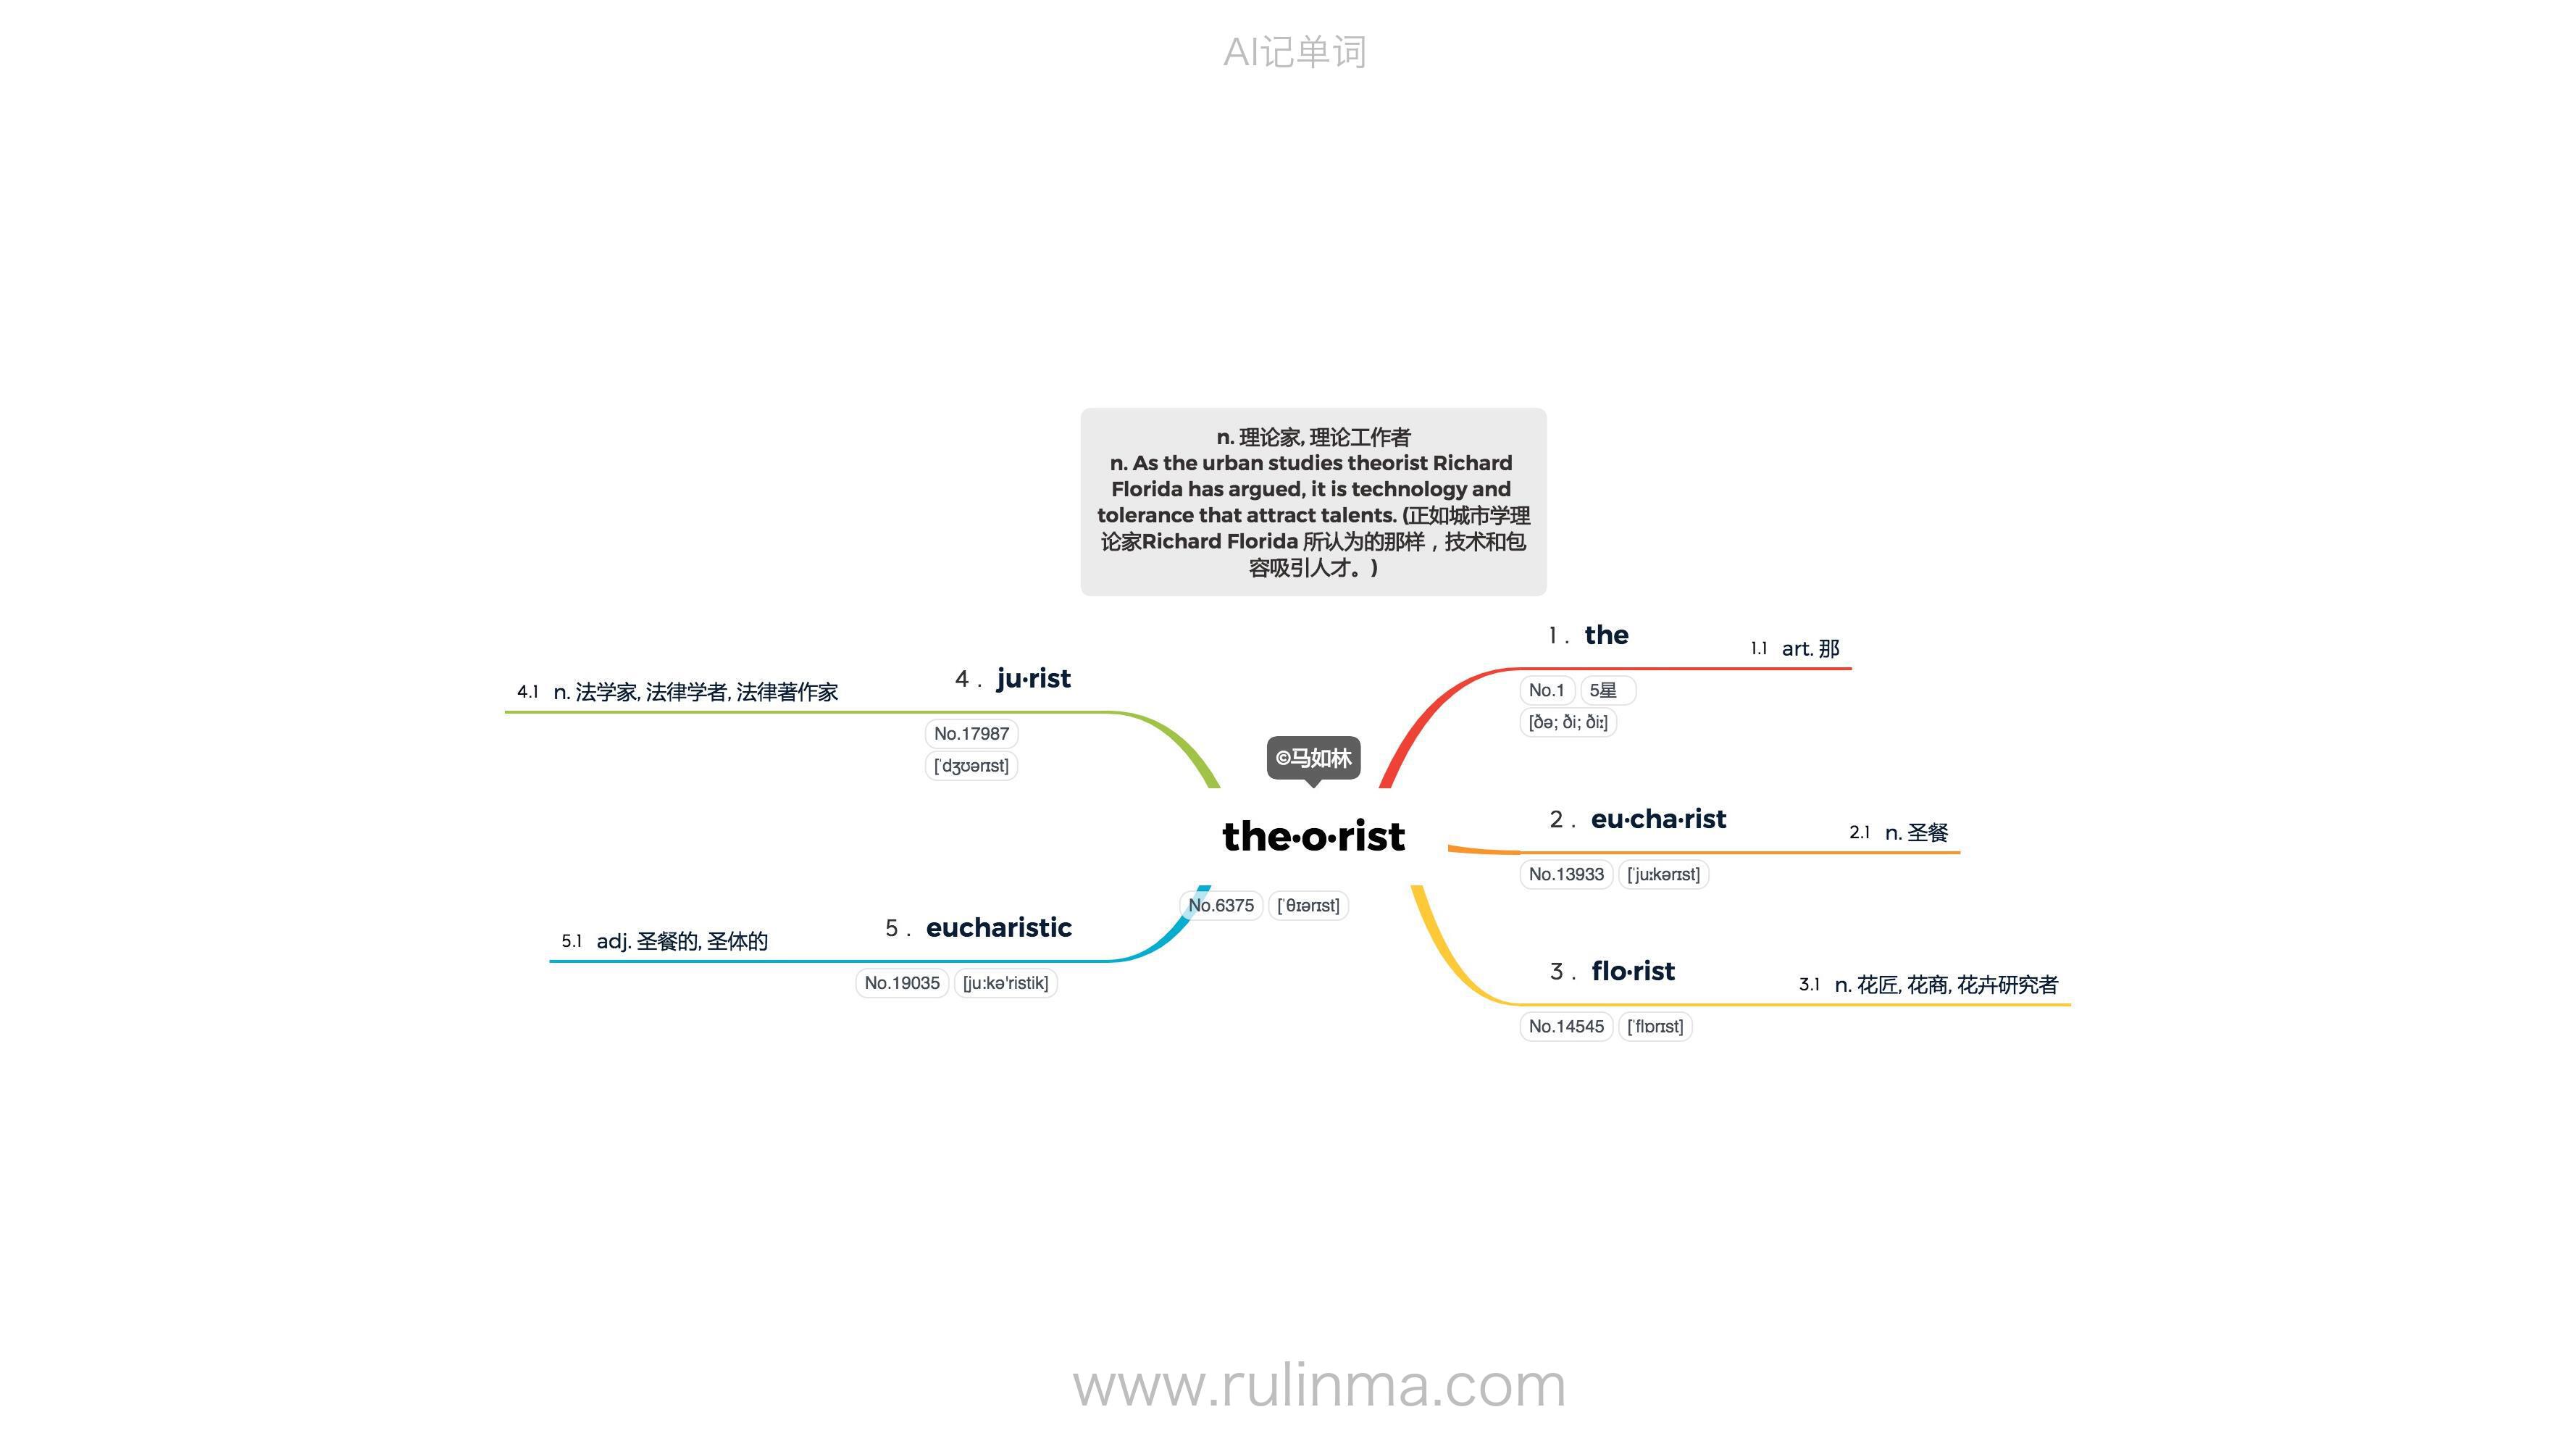 AI记单词
n. 理论家, 理论工作者
n. As the urban studies theorist Richard
Florida has argued, it is technology and
tolerance that attract talents. (正如城市学理
论家Richard Florida 所认为的那样，技术和包
容吸引人才。)
©马如林
the·o·rist
No.6375 [ˈθɪərɪst]
1. the
No.1 5星
[ðə; ði; ðiː]
1.1 art. 那
2. eu·cha·rist
No.13933 [ˈjuːkərɪst]
2.1 n. 圣餐
3. flo·rist
No.14545 [ˈflɒrɪst]
3.1 n. 花匠, 花商, 花卉研究者
4. ju·rist
No.17987
[ˈdʒʊərɪst]
4.1 n. 法学家, 法律学者, 法律著作家
5. eucharistic
No.19035 [ju:kə'ristik]
5.1 adj. 圣餐的, 圣体的
www.rulinma.com